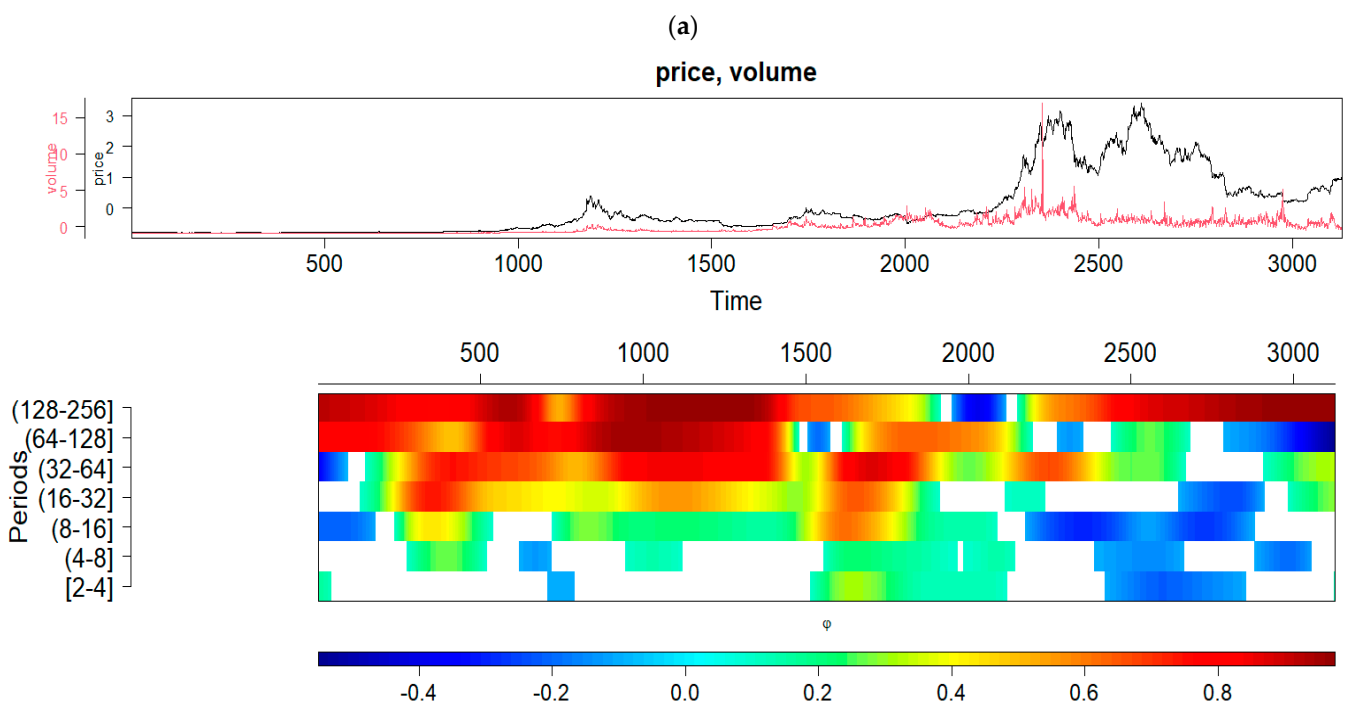 (a)
price, volume
15
10
5
0
volume
3
2
1
0
price
500 1000 1500 2000 2500 3000
Time
500 1000 1500 2000 2500 3000
Periods
(128-256]
(64-128]
(32-64]
(16-32]
(8-16]
(4-8]
[2-4]
φ
-0.4 -0.2 0.0 0.2 0.4 0.6 0.8